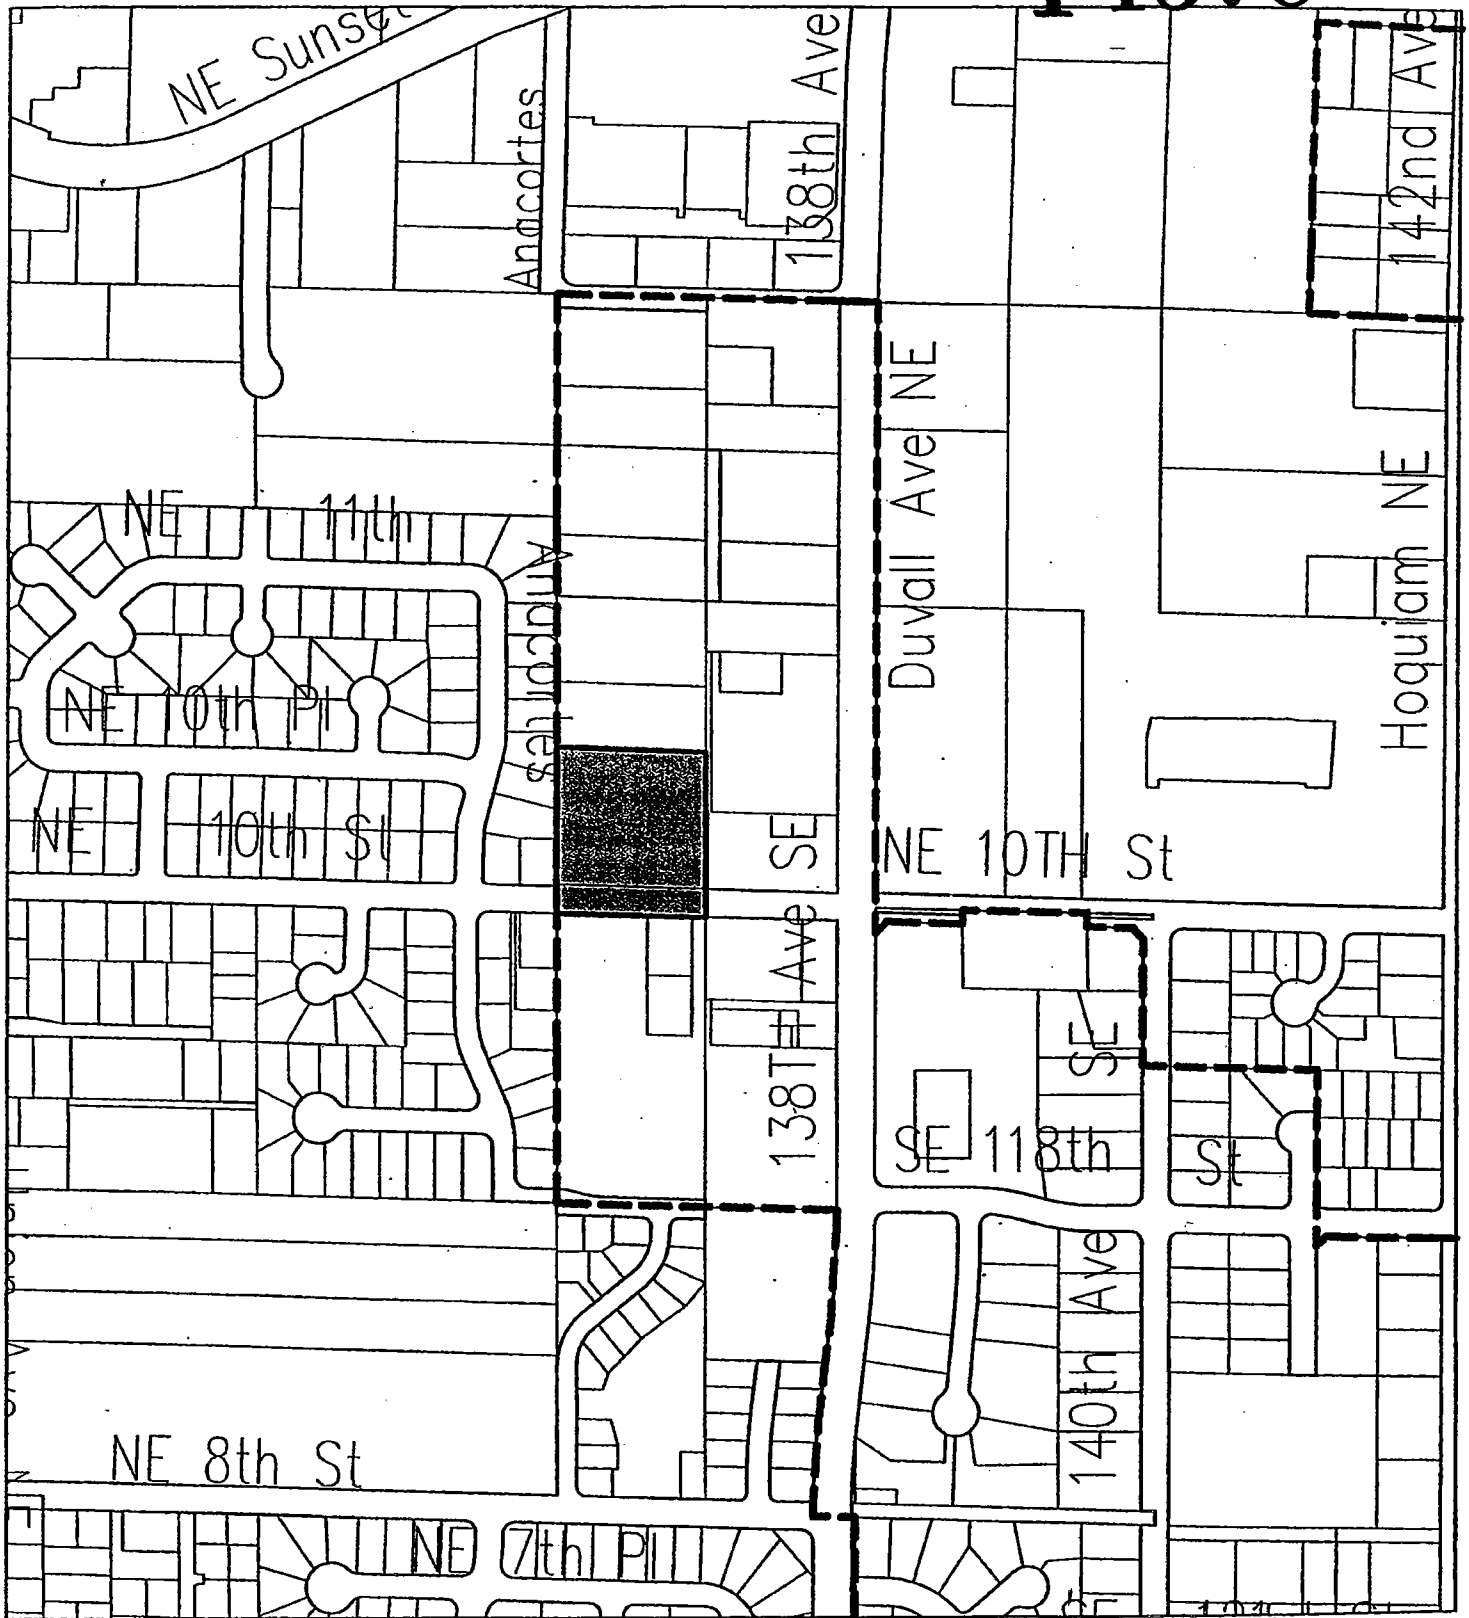 NE Sunset
Anacortes
138th Ave
142nd Ave
Duvall Ave NE
Hoquiam NE
NE 11th
Anacortes
NE 10th Pl
NE 10th St
NE 10TH St
138TH Ave SE
SE 118th St
SE
140th Ave
NE 8th St
NE 7th Pl